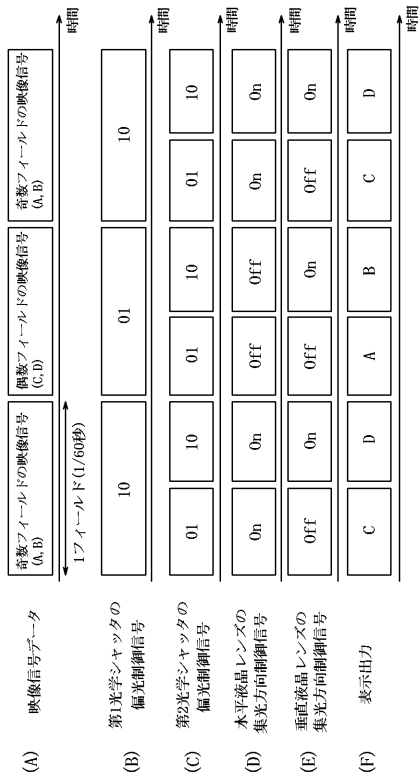 (A) 映像信号データ
奇数フィールドの映像信号
(A,B)
偶数フィールドの映像信号
(C,D)
奇数フィールドの映像信号
(A,B)
時間
1フィールド(1/60秒)
(B) 第1光学シャッタの
偏光制御信号
10 01 10
時間
(C) 第2光学シャッタの
偏光制御信号
01 10 01 10 01 10
時間
(D) 水平液晶レンズの
集光方向制御信号
On On Off Off On On
時間
(E) 垂直液晶レンズの
集光方向制御信号
Off On Off On Off On
時間
(F) 表示出力
C D A B C D
時間